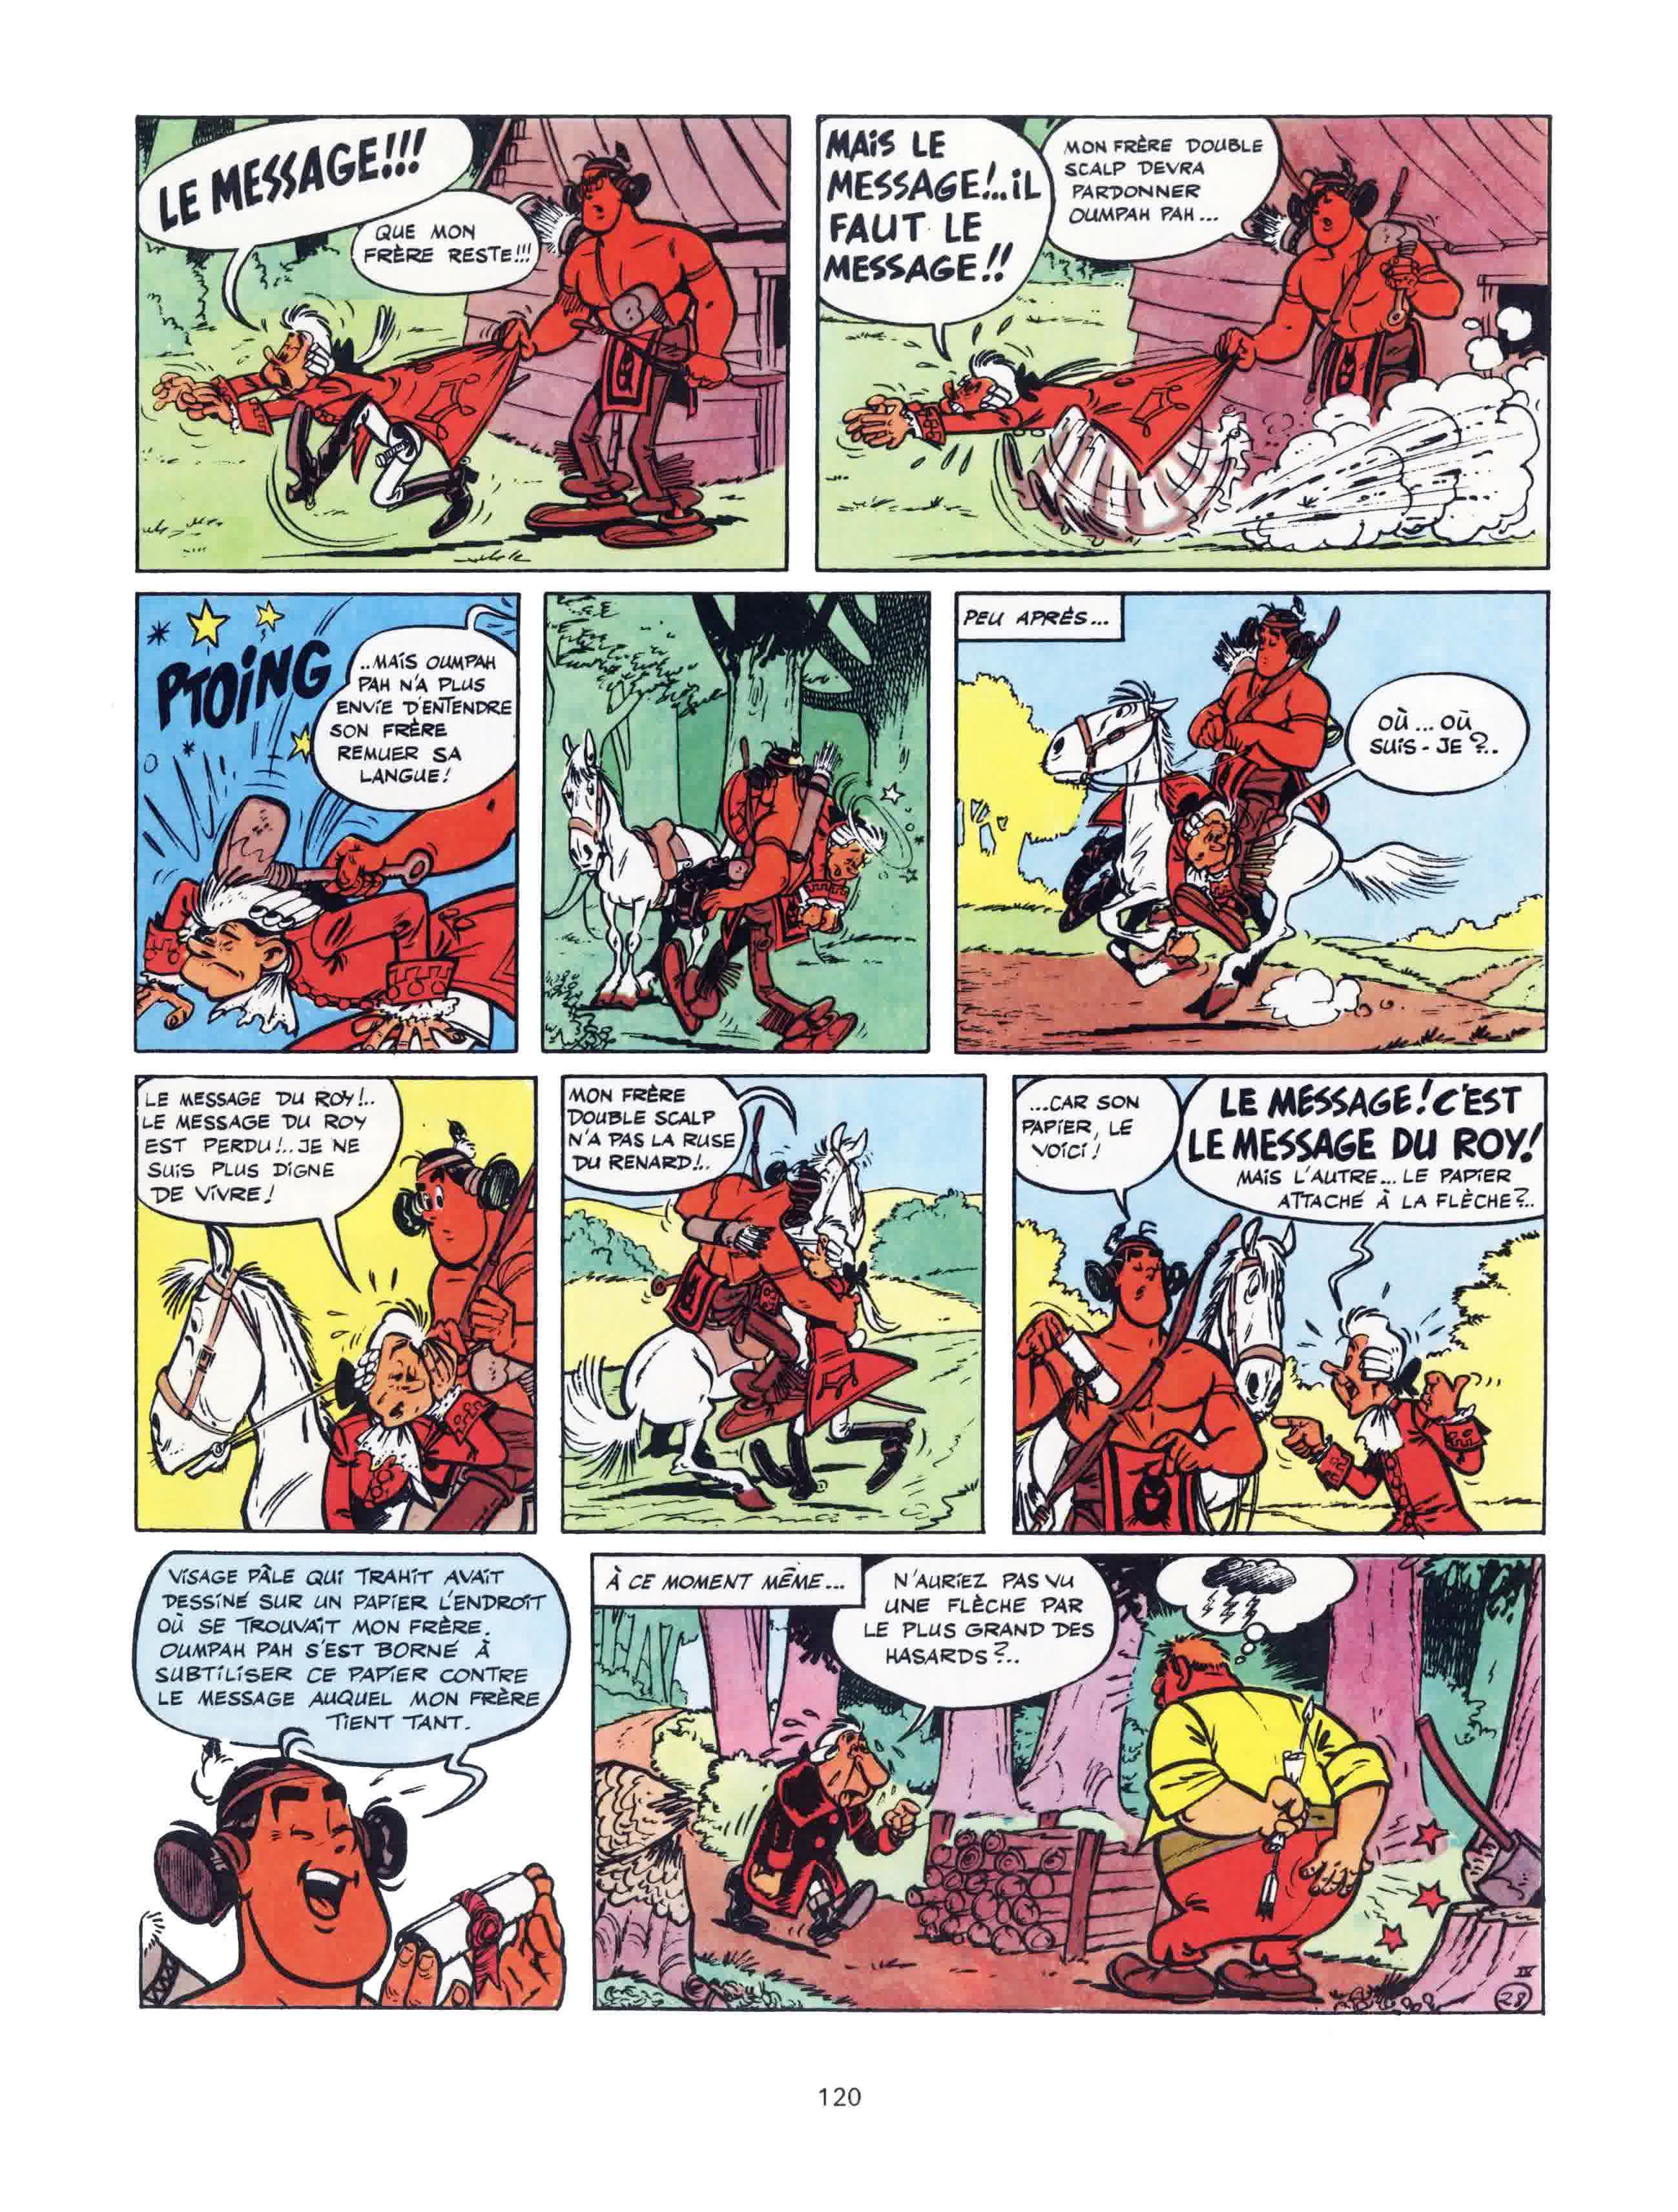 LE MESSAGE!!!
QUE MON
FRÈRE RESTE!!!
MAIS LE
MESSAGE!..IL
FAUT LE
MESSAGE!!
MON FRÈRE DOUBLE
SCALP DEVRA
PARDONNER
OUMPAH PAH...
PTOING
..MAIS OUMPAH
PAH N'A PLUS
ENVIE D'ENTENDRE
SON FRÈRE
REMUER SA
LANGUE!
PEU APRÈS...
OÙ... OÙ
SUIS-JE?..
LE MESSAGE DU ROY!..
LE MESSAGE DU ROY
EST PERDU!..JE NE
SUIS PLUS DIGNE
DE VIVRE!
MON FRÈRE
DOUBLE SCALP
N'A PAS LA RUSE
DU RENARD!..
...CAR SON
PAPIER, LE
VOICI!
LE MESSAGE! C'EST
LE MESSAGE DU ROY!
MAIS L'AUTRE... LE PAPIER
ATTACHÉ À LA FLÈCHE?..
VISAGE PÂLE QUI TRAHIT AVAIT
DESSINÉ SUR UN PAPIER L'ENDROIT
OÙ SE TROUVAIT MON FRÈRE.
OUMPAH PAH S'EST BORNÉ À
SUBTILISER CE PAPIER CONTRE
LE MESSAGE AUQUEL MON FRÈRE
TIENT TANT.
À CE MOMENT MÊME...
N'AURIEZ PAS VU
UNE FLÈCHE PAR
LE PLUS GRAND DES
HASARDS?..
IV
28
120